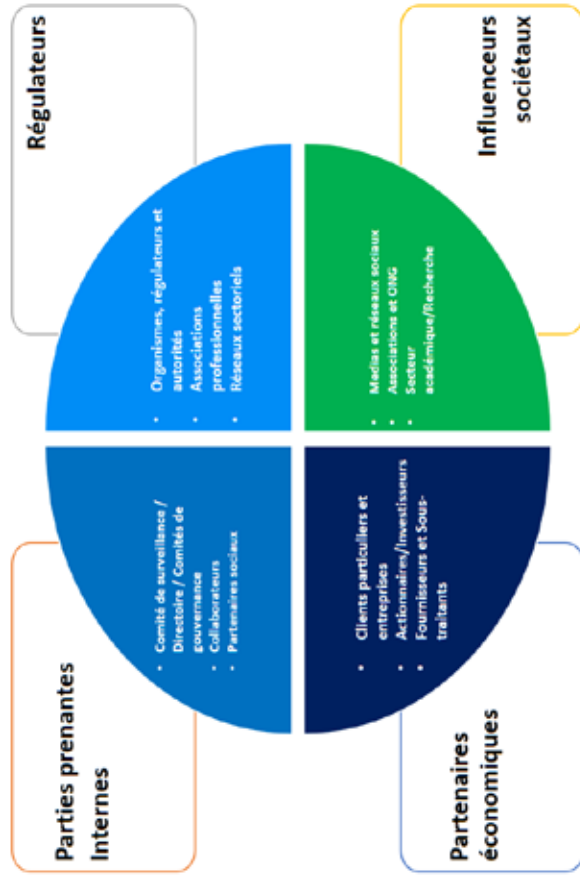 Parties prenantes
Internes
• Comité de surveillance /
Directoire / Comités de
gouvernance
• Collaborateurs
• Partenaires sociaux
Régulateurs
• Organismes, régulateurs et
autorités
• Associations
professionnelles
• Réseaux sectoriels
Partenaires
économiques
• Clients particuliers et
entreprises
• Actionnaires/Investisseurs
• Fournisseurs et Sous-
traitants
Influenceurs
sociétaux
• Medias et réseaux sociaux
• Associations et ONG
• Secteur
académique/Recherche